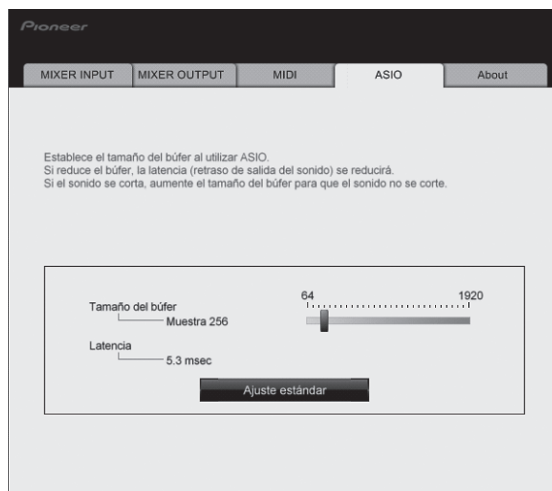 Pioneer
MIXER INPUT MIXER OUTPUT MIDI ASIO About
Establece el tamaño del búfer al utilizar ASIO.
Si reduce el búfer, la latencia (retraso de salida del sonido) se reducirá.
Si el sonido se corta, aumente el tamaño del búfer para que el sonido no se corte.
64 1920
Tamaño del búfer
Muestra 256
Latencia
5.3 msec
Ajuste estándar